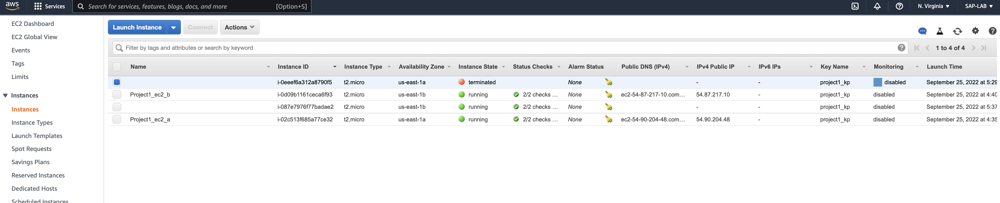 aws Services Search for services, features, blogs, docs, and more [Option+S] N. Virginia SAP-LAB
EC2 Dashboard
EC2 Global View
Events
Tags
Limits
Instances
Instances
Instance Types
Launch Templates
Spot Requests
Savings Plans
Reserved Instances
Dedicated Hosts
Scheduled Instances
Launch Instance Connect Actions
Filter by tags and attributes or search by keyword 1 to 4 of 4
Name Instance ID Instance Type Availability Zone Instance State Status Checks Alarm Status Public DNS (IPv4) IPv4 Public IP IPv6 IPs Key Name Monitoring Launch Time
i-0eeef6a312a8790f5 t2.micro us-east-1a terminated None - - project1_kp disabled September 25, 2022 at 5:29
Project1_ec2_b i-0d09b1161ceca6f93 t2.micro us-east-1b running 2/2 checks ... None ec2-54-87-217-10.com... 54.87.217.10 - project1_kp disabled September 25, 2022 at 4:40
i-087e7976f77badae2 t2.micro us-east-1b running 2/2 checks ... None - - project1_kp disabled September 25, 2022 at 5:37
Project1_ec2_a i-02c513f685a77ce32 t2.micro us-east-1a running 2/2 checks ... None ec2-54-90-204-48.com... 54.90.204.48 - project1_kp disabled September 25, 2022 at 4:35